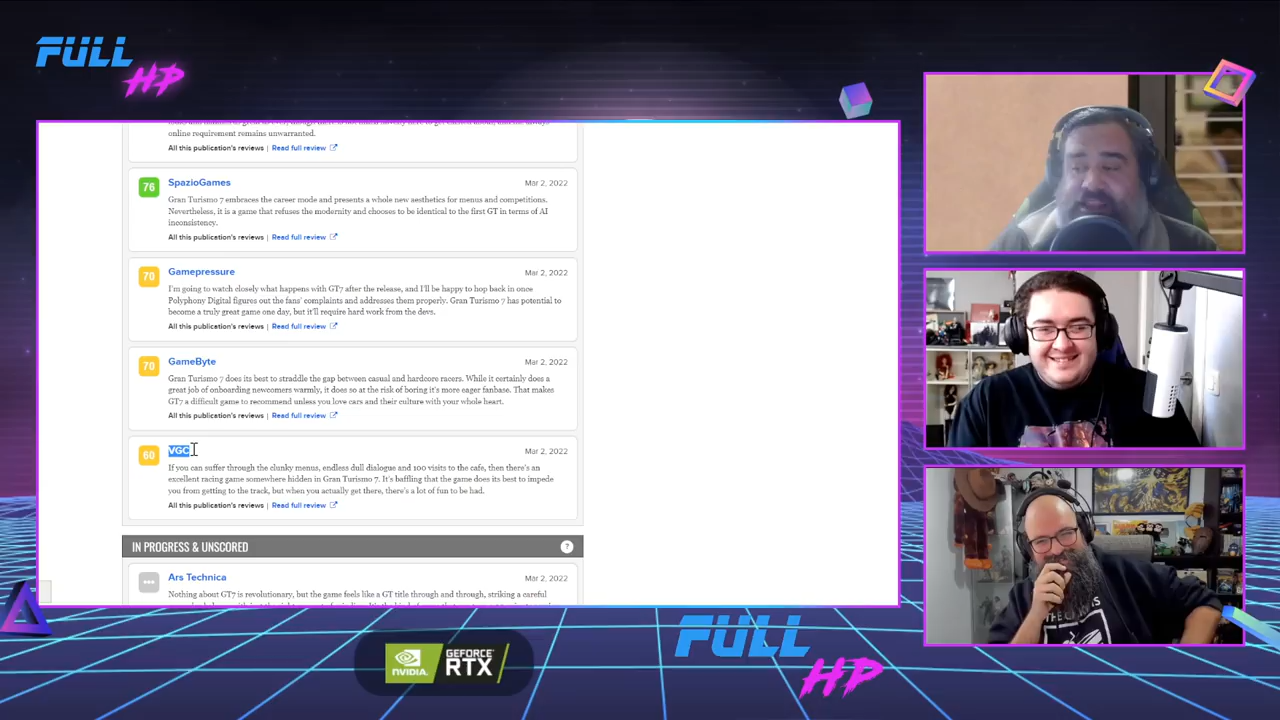 FULL
HP
online requirement remains unwarranted.
All this publication's reviews | Read full review
76 SpazioGames Mar 2, 2022
Gran Turismo 7 embraces the career mode and presents a whole new aesthetics for menus and competitions.
Nevertheless, it is a game that refuses the modernity and chooses to be identical to the first GT in terms of AI
inconsistency.
All this publication's reviews | Read full review
70 Gamepressure Mar 2, 2022
I'm going to watch closely what happens with GT7 after the release, and I'll be happy to hop back in once
Polyphony Digital figures out the fans' complaints and addresses them properly. Gran Turismo 7 has potential to
become a truly great game one day, but it'll require hard work from the devs.
All this publication's reviews | Read full review
70 GameByte Mar 2, 2022
Gran Turismo 7 does its best to straddle the gap between casual and hardcore racers. While it certainly does a
great job of onboarding newcomers warmly, it does so at the risk of boring it's more eager fanbase. That makes
GT7 a difficult game to recommend unless you love cars and their culture with your whole heart.
All this publication's reviews | Read full review
60 VGC Mar 2, 2022
If you can suffer through the clunky menus, endless dull dialogue and 100 visits to the cafe, then there's an
excellent racing game somewhere hidden in Gran Turismo 7. It's baffling that the game does its best to impede
you from getting to the track, but when you actually get there, there's a lot of fun to be had.
All this publication's reviews | Read full review
IN PROGRESS & UNSCORED ?
Ars Technica Mar 2, 2022
Nothing about GT7 is revolutionary, but the game feels like a GT title through and through, striking a careful
NVIDIA GEFORCE
RTX
FULL
HP